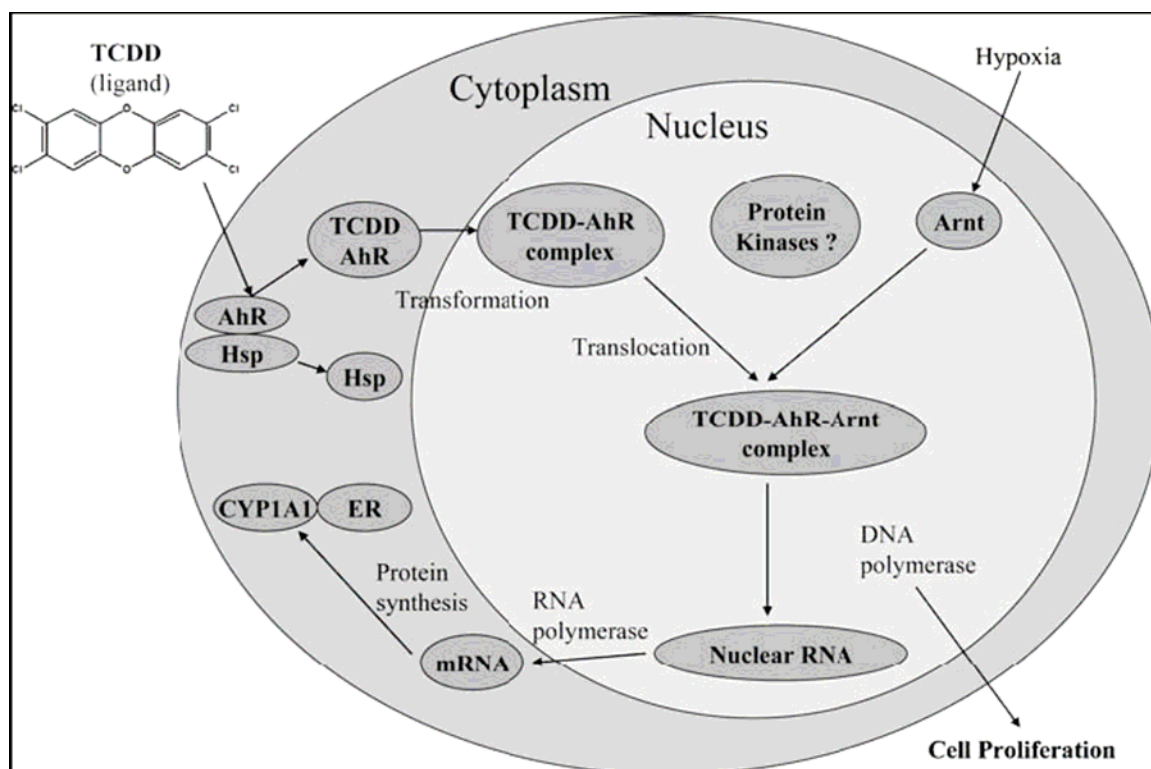 TCDD
(ligand)
Cl
O
Cl
Cl
O
Cl
Cytoplasm
Nucleus
Hypoxia
TCDD
AhR
TCDD-AhR
complex
Protein
Kinases ?
Arnt
Transformation
AhR
Hsp
Hsp
Translocation
TCDD-AhR-Arnt
complex
CYP1A1
ER
Protein
synthesis
RNA
polymerase
DNA
polymerase
mRNA
Nuclear RNA
Cell Proliferation